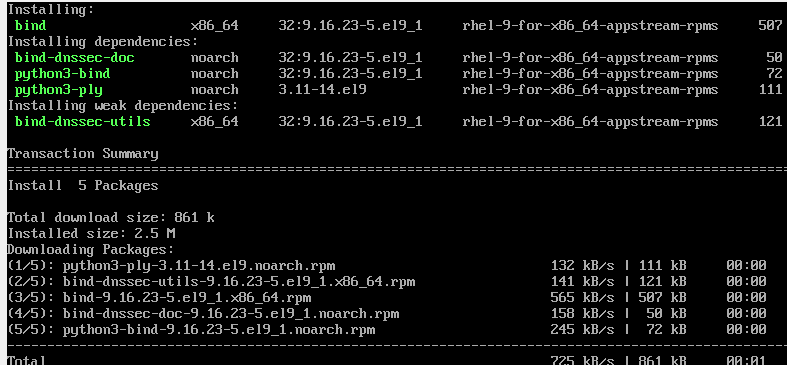 Installing:
bind x86_64 32:9.16.23-5.el9_1 rhel-9-for-x86_64-appstream-rpms 507
Installing dependencies:
bind-dnssec-doc noarch 32:9.16.23-5.el9_1 rhel-9-for-x86_64-appstream-rpms 50
python3-bind noarch 32:9.16.23-5.el9_1 rhel-9-for-x86_64-appstream-rpms 72
python3-ply noarch 3.11-14.el9 rhel-9-for-x86_64-appstream-rpms 111
Installing weak dependencies:
bind-dnssec-utils x86_64 32:9.16.23-5.el9_1 rhel-9-for-x86_64-appstream-rpms 121
Transaction Summary
================================================================================
Install 5 Packages
Total download size: 861 k
Installed size: 2.5 M
Downloading Packages:
(1/5): python3-ply-3.11-14.el9.noarch.rpm 132 kB/s | 111 kB 00:00
(2/5): bind-dnssec-utils-9.16.23-5.el9_1.x86_64.rpm 141 kB/s | 121 kB 00:00
(3/5): bind-9.16.23-5.el9_1.x86_64.rpm 565 kB/s | 507 kB 00:00
(4/5): bind-dnssec-doc-9.16.23-5.el9_1.noarch.rpm 158 kB/s | 50 kB 00:00
(5/5): python3-bind-9.16.23-5.el9_1.noarch.rpm 245 kB/s | 72 kB 00:00
--------------------------------------------------------------------------------
Total 725 kB/s | 861 kB 00:01